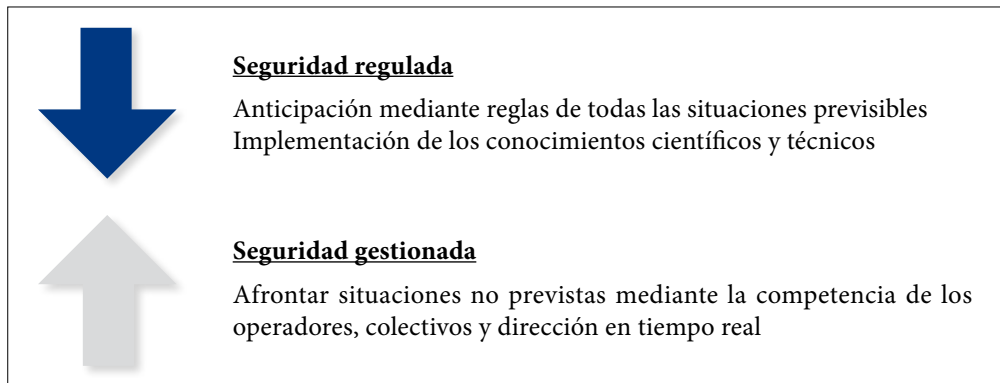 Seguridad regulada
Anticipación mediante reglas de todas las situaciones previsibles
Implementación de los conocimientos científicos y técnicos
Seguridad gestionada
Afrontar situaciones no previstas mediante la competencia de los
operadores, colectivos y dirección en tiempo real